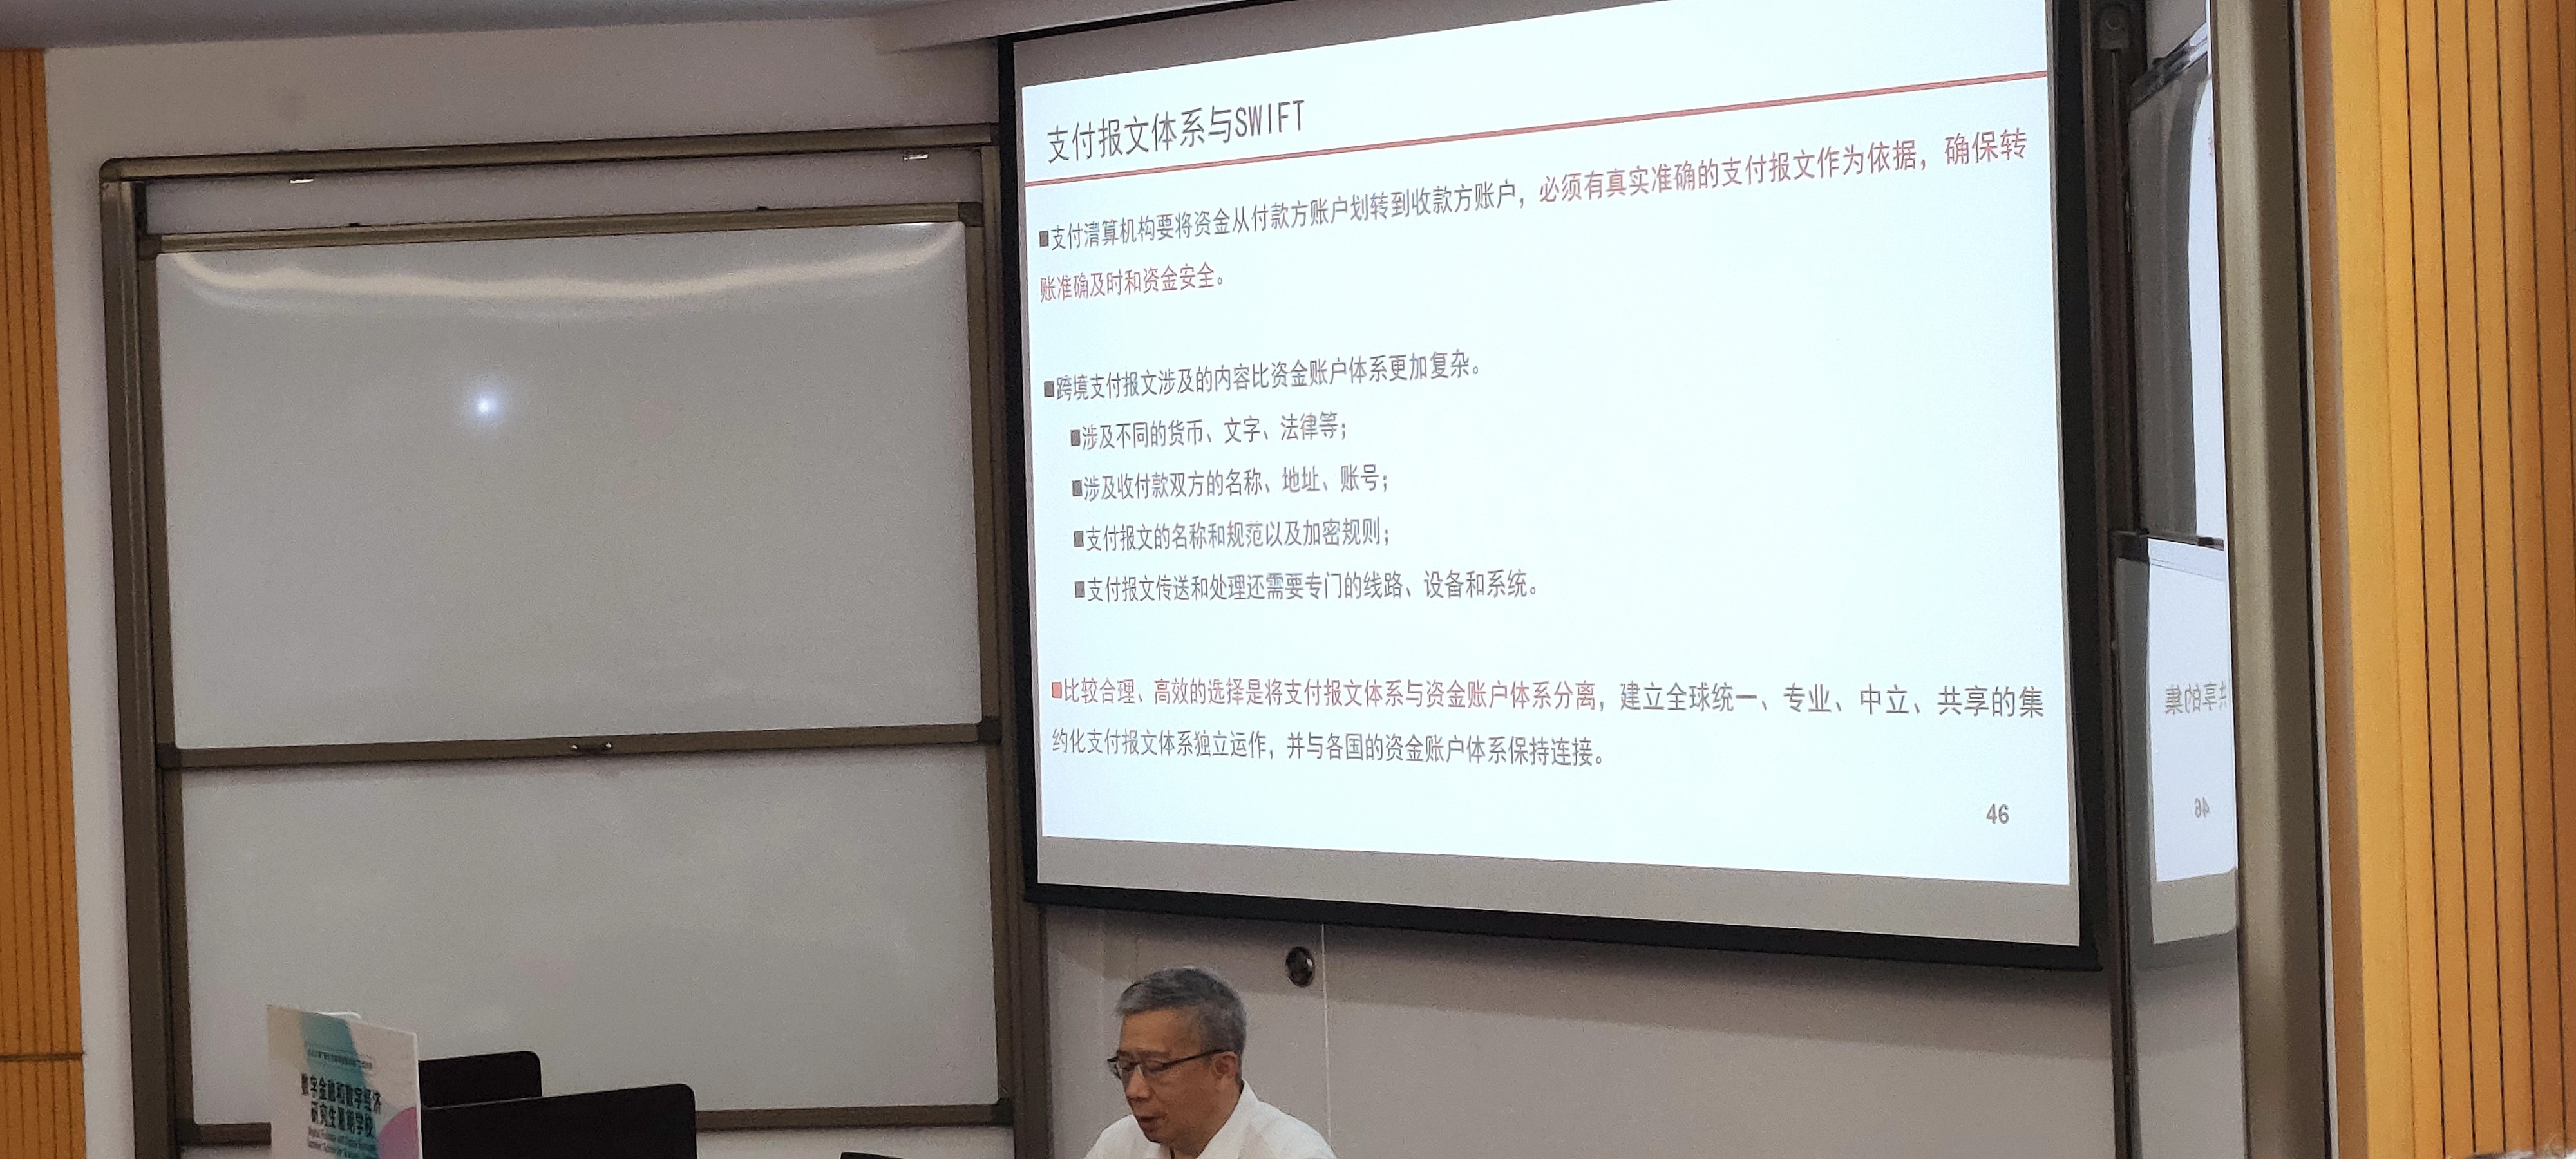 支付报文体系与SWIFT
■支付清算机构要将资金从付款方账户划转到收款方账户，必须有真实准确的支付报文作为依据，确保转
账准确及时和资金安全。
■跨境支付报文涉及的内容比资金账户体系更加复杂。
■涉及不同的货币、文字、法律等；
■涉及收付款双方的名称、地址、账号；
■支付报文的名称和规范以及加密规则；
■支付报文传送和处理还需要专门的线路、设备和系统。
■比较合理、高效的选择是将支付报文体系与资金账户体系分离，建立全球统一、专业、中立、共享的集
约化支付报文体系独立运作，并与各国的资金账户体系保持连接。
46
共享的集
46
数字金融和数字经济
研究生暑期学校